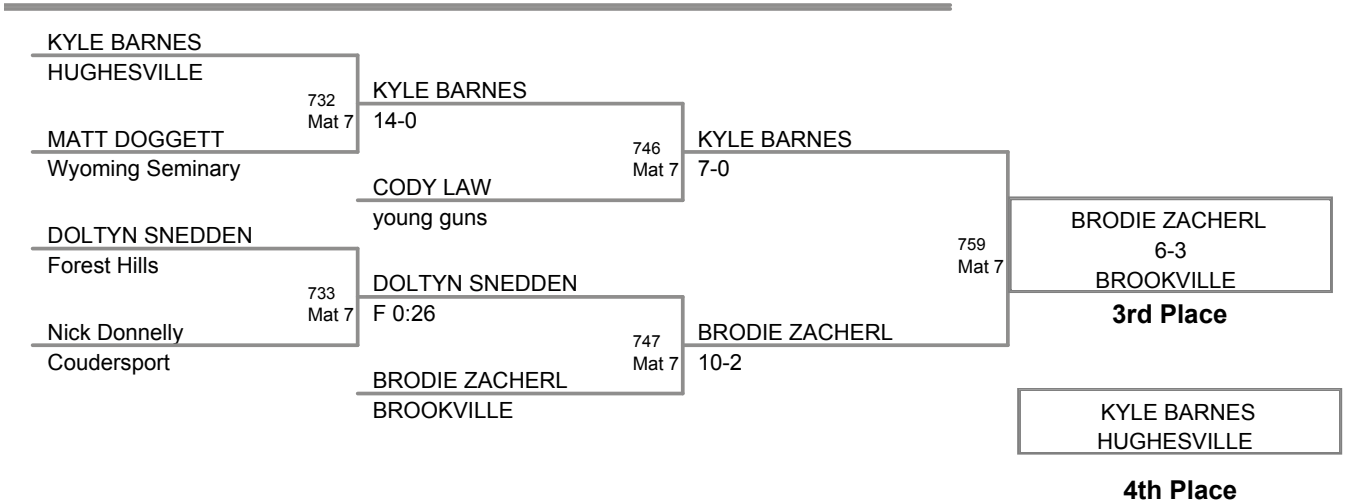 KYLE BARNES
HUGHESVILLE
732
Mat 7
MATT DOGGETT
Wyoming Seminary
DOLTYN SNEDDEN
Forest Hills
733
Mat 7
Nick Donnelly
Coudersport
KYLE BARNES
14-0
746
Mat 7
CODY LAW
young guns
DOLTYN SNEDDEN
F 0:26
747
Mat 7
BRODIE ZACHERL
BROOKVILLE
KYLE BARNES
7-0
759
Mat 7
BRODIE ZACHERL
10-2
BRODIE ZACHERL
6-3
BROOKVILLE
3rd Place
KYLE BARNES
HUGHESVILLE
4th Place